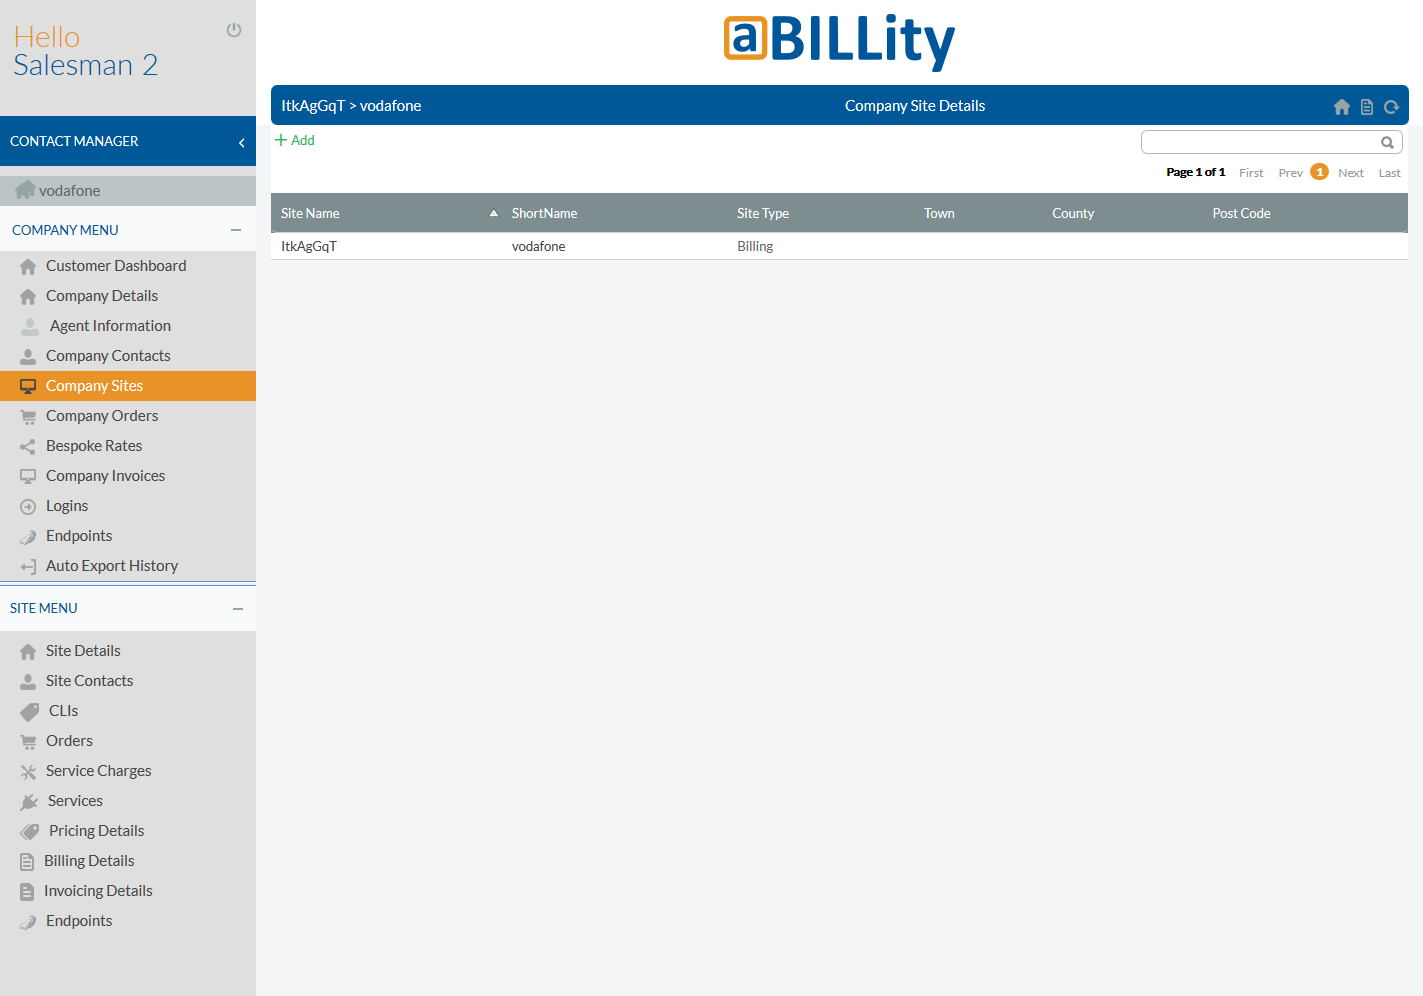 Hello
Salesman 2
aBILLity
ItkAgGqT > vodafone
Company Site Details
CONTACT MANAGER
Add
vodafone
Page 1 of 1 First Prev 1 Next Last
COMPANY MENU
Site Name ShortName Site Type Town County Post Code
ItkAgGqT vodafone Billing
Customer Dashboard
Company Details
Agent Information
Company Contacts
Company Sites
Company Orders
Bespoke Rates
Company Invoices
Logins
Endpoints
Auto Export History
SITE MENU
Site Details
Site Contacts
CLIs
Orders
Service Charges
Services
Pricing Details
Billing Details
Invoicing Details
Endpoints